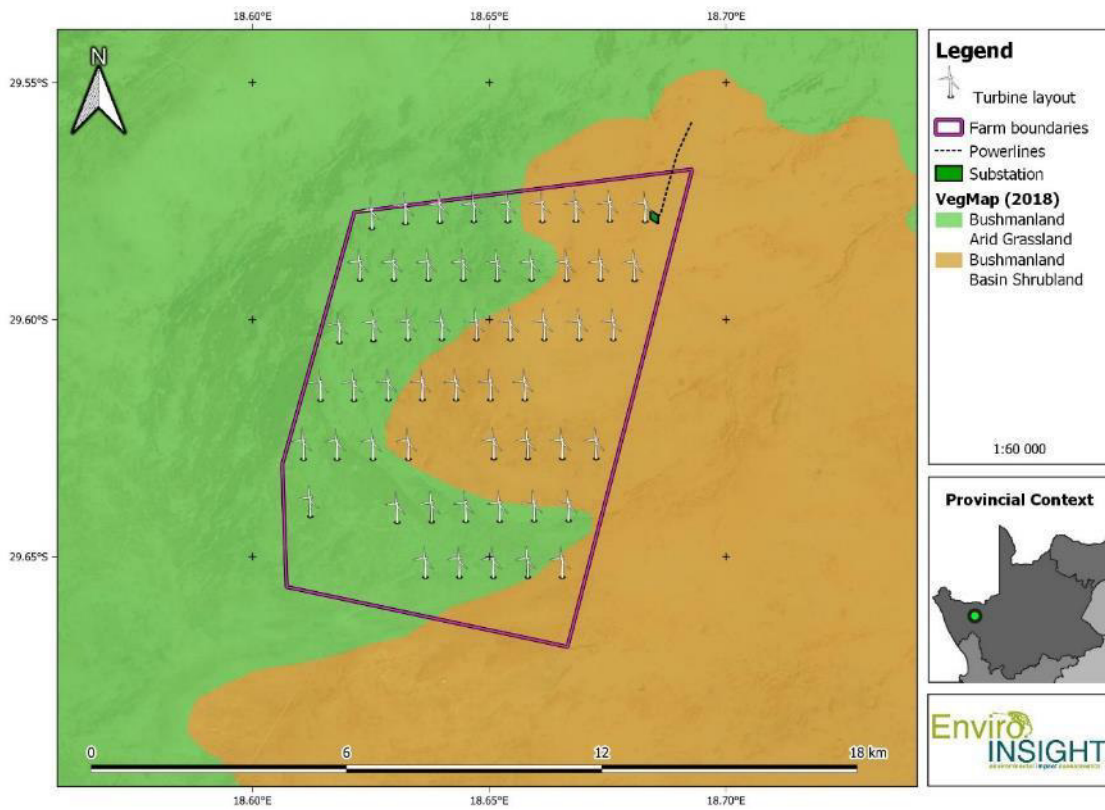 18.60°E
18.65°E
18.70°E
N
29.55°S
29.60°S
29.65°S
0
6
12
18 km
18.60°E
18.65°E
18.70°E
Legend
Turbine layout
Farm boundaries
Powerlines
Substation
VegMap (2018)
Bushmanland
Arid Grassland
Bushmanland
Basin Shrubland
1:60 000
Provincial Context
Enviro
INSIGHT